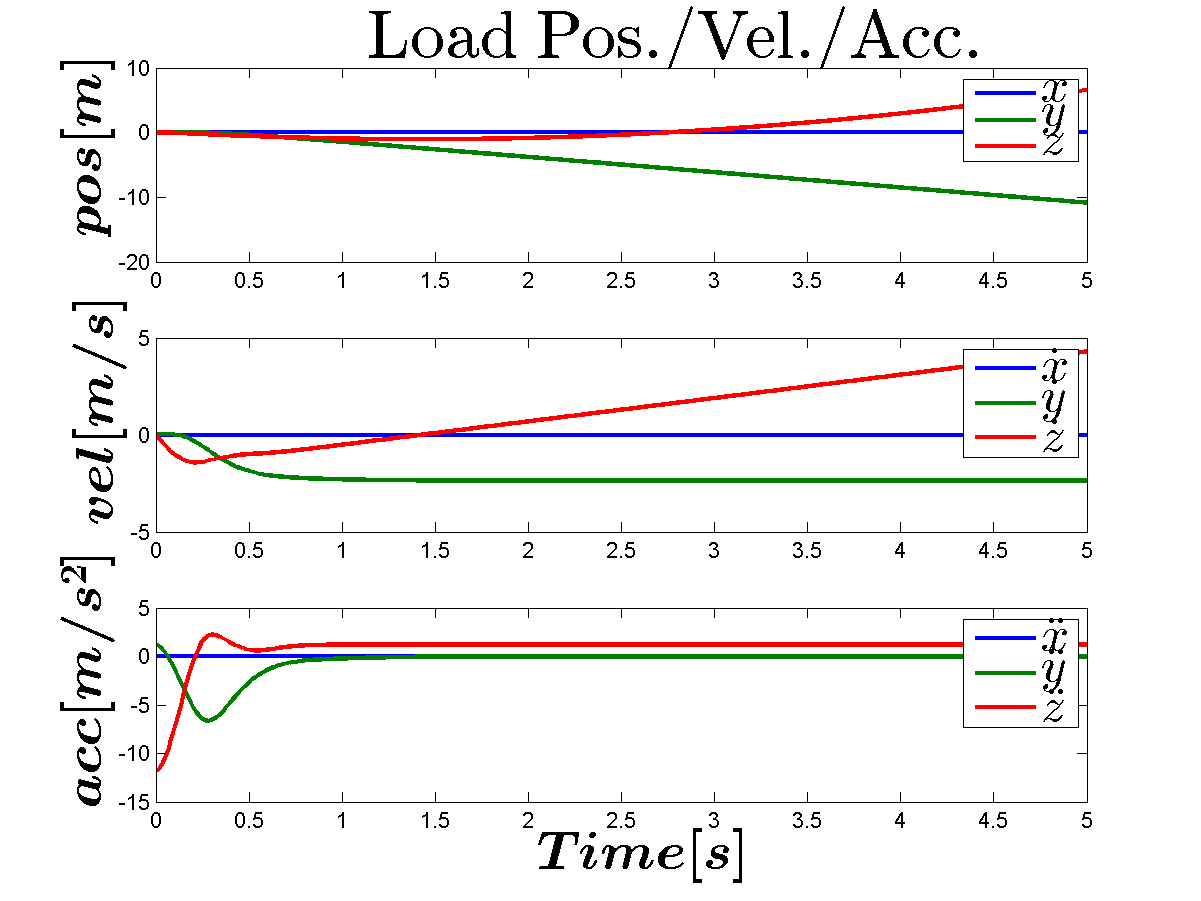 Load Pos./Vel./Acc.
pos[m]
10
0
-10
-20
x
y
z
0 0.5 1 1.5 2 2.5 3 3.5 4 4.5 5
vel[m/s]
5
0
-5
ẋ
ẏ
ż
0 0.5 1 1.5 2 2.5 3 3.5 4 4.5 5
acc[m/s²]
5
0
-5
-10
-15
ẍ
ÿ
z̈
0 0.5 1 1.5 2 2.5 3 3.5 4 4.5 5
Time[s]